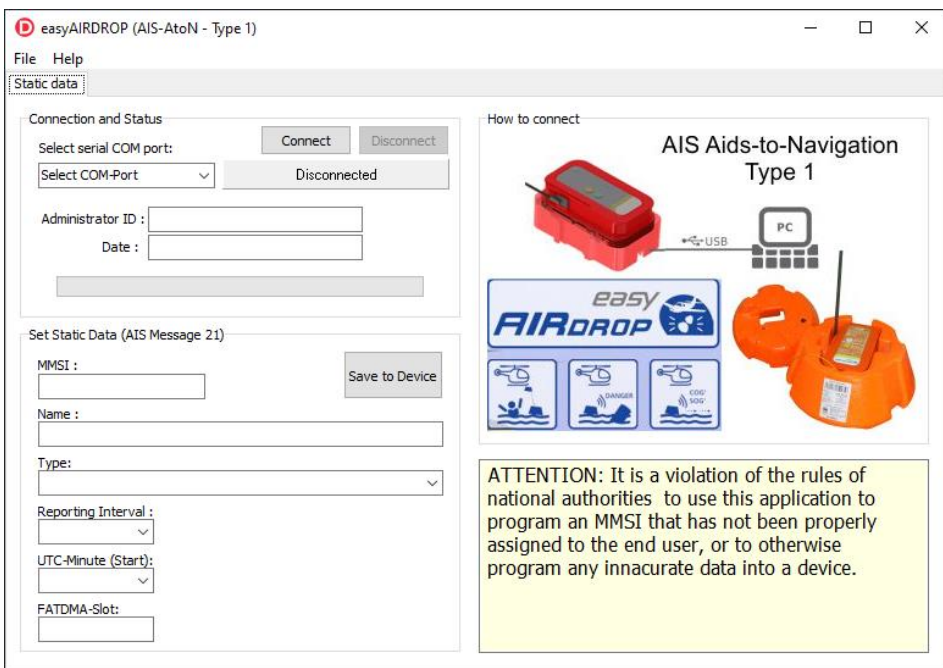 easyAIRDROP (AIS-AtoN - Type 1)
File Help
Static data
Connection and Status
Select serial COM port:
Connect
Disconnect
Select COM-Port
Disconnected
Administrator ID :
Date :
Set Static Data (AIS Message 21)
MMSI :
Save to Device
Name :
Type:
Reporting Interval :
UTC-Minute (Start):
FATDMA-Slot:
How to connect
AIS Aids-to-Navigation
Type 1
USB
PC
easy
AIRDROP
DANGER
COG'
SOG'
ATTENTION: It is a violation of the rules of
national authorities to use this application to
program an MMSI that has not been properly
assigned to the end user, or to otherwise
program any innacurate data into a device.